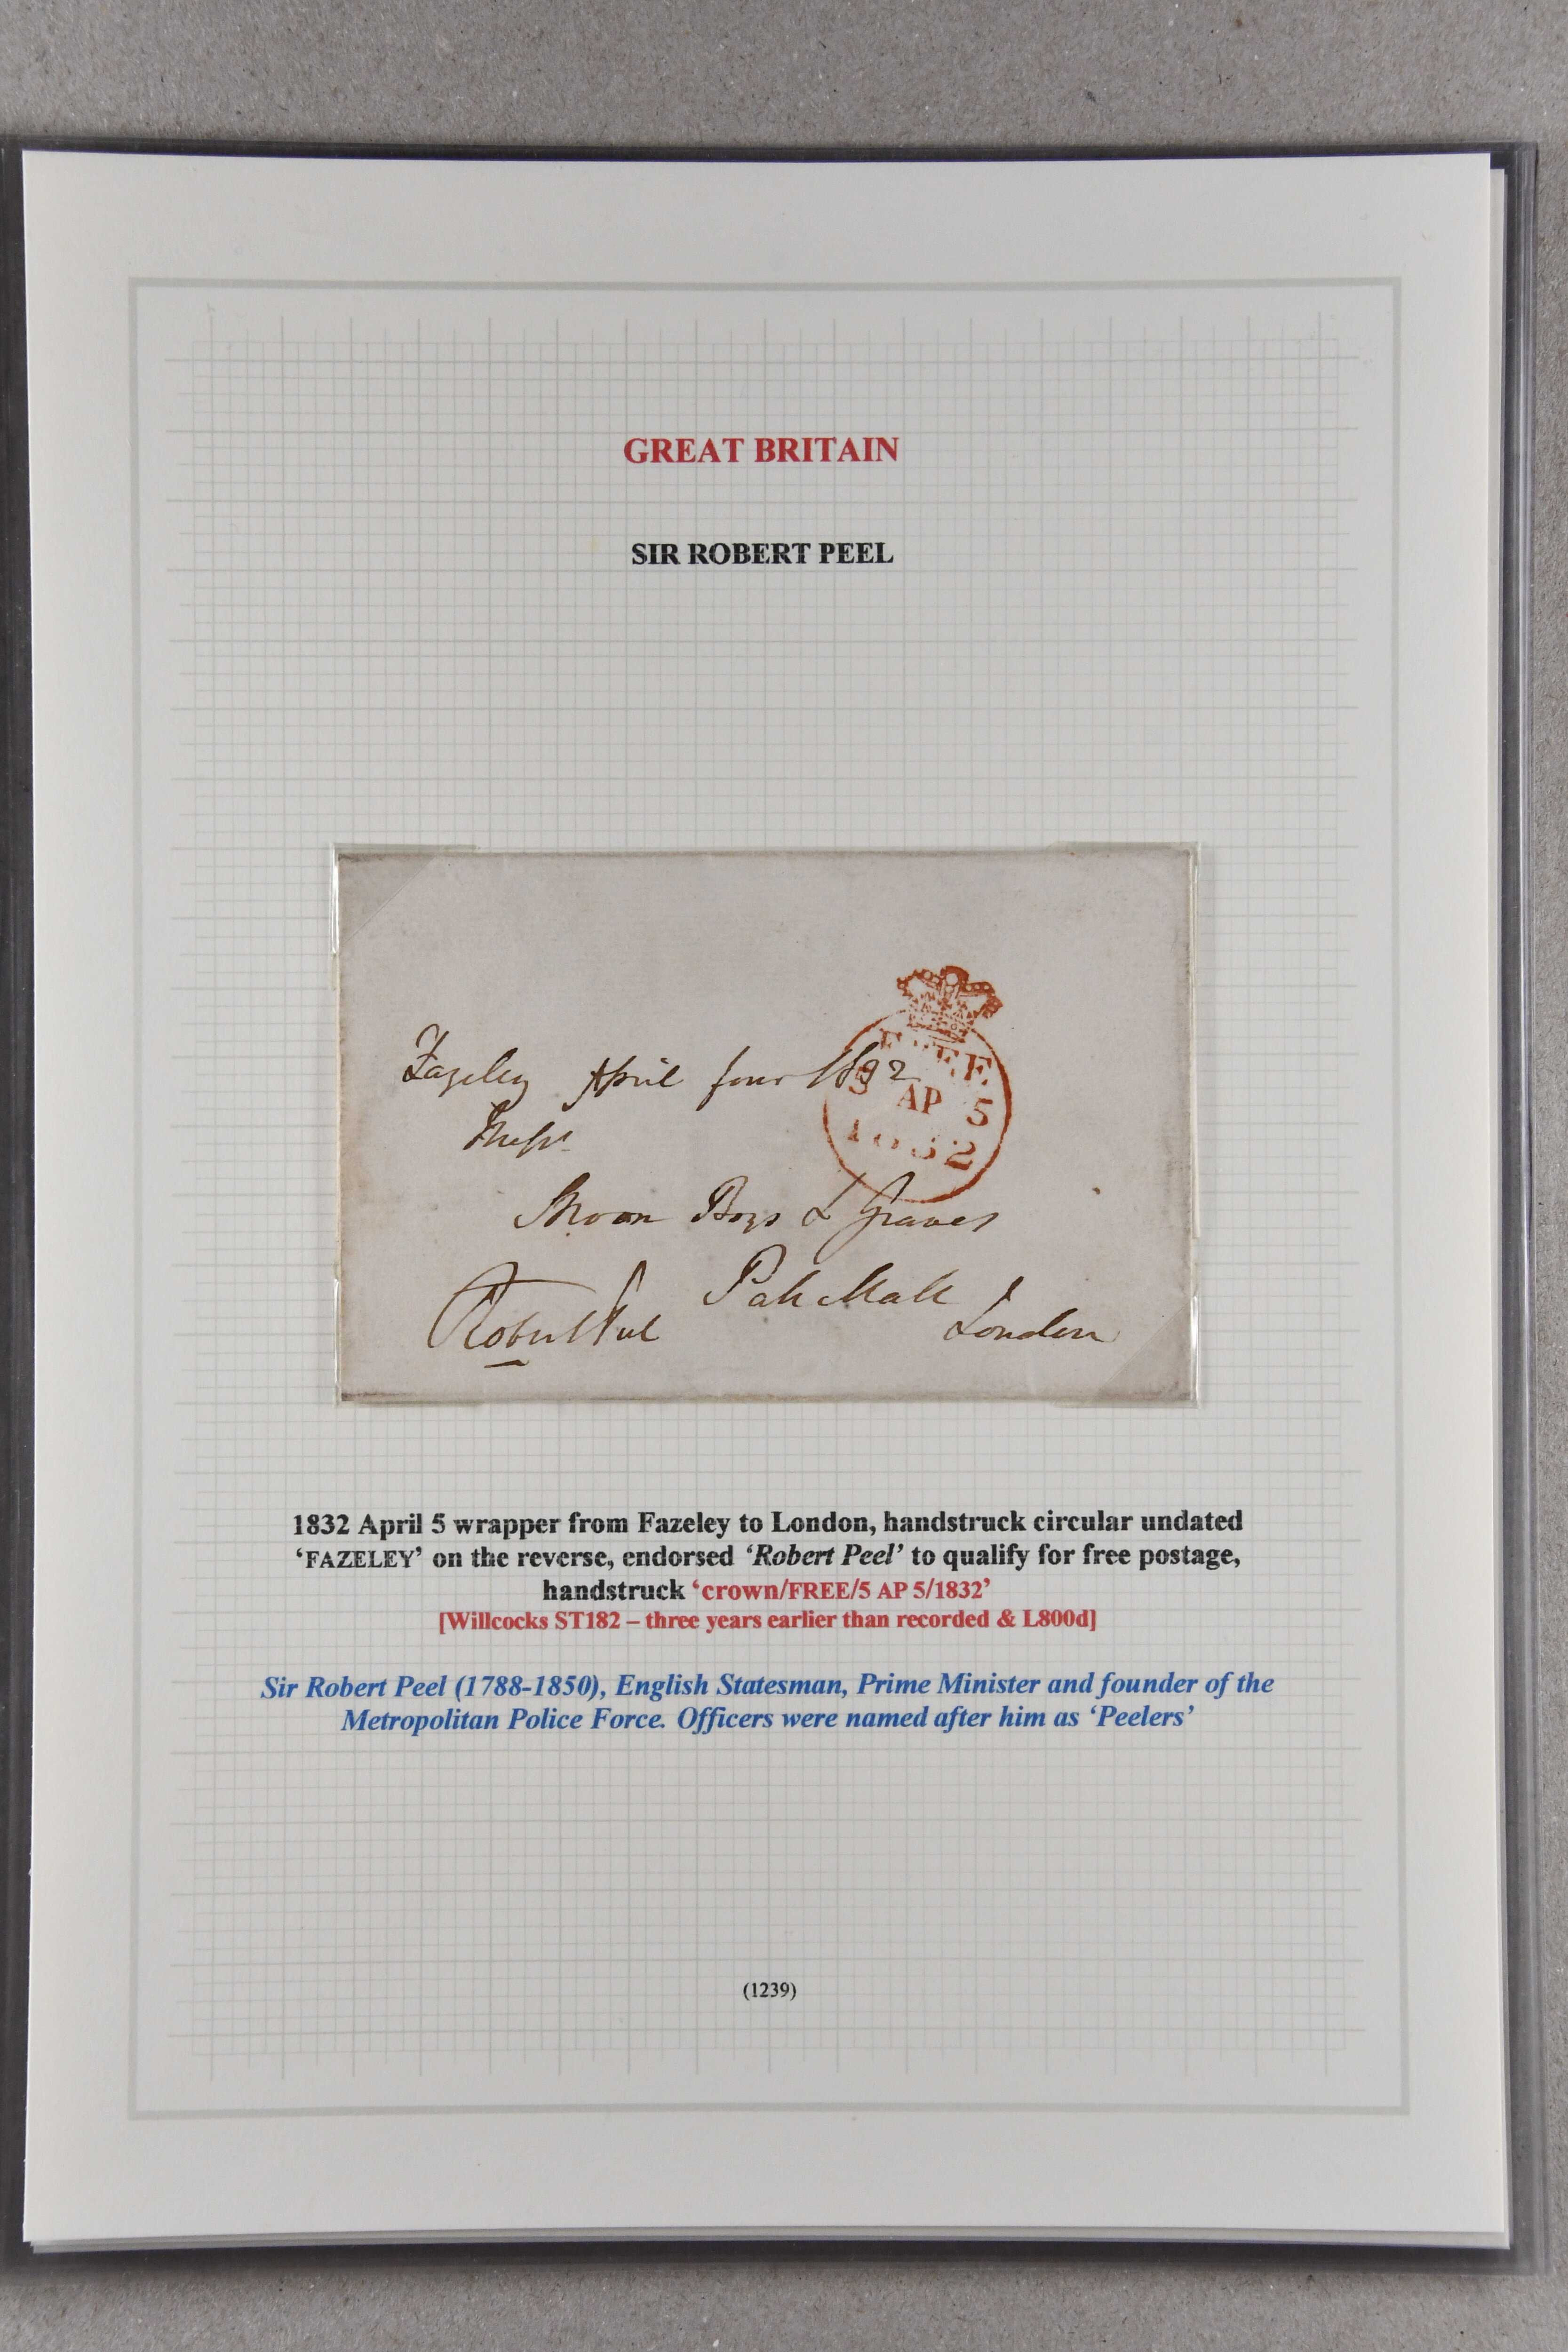 GREAT BRITAIN
SIR ROBERT PEEL
FREE
5 AP 5
1832
Fazeley April four 1832
Messrs
Moon Boys & Graves
Pall Mall
London
Robert Peel
1832 April 5 wrapper from Fazeley to London, handstruck circular undated
‘FAZELEY’ on the reverse, endorsed ‘Robert Peel’ to qualify for free postage,
handstruck ‘crown/FREE/5 AP 5/1832’
[Willcocks ST182 – three years earlier than recorded & L800d]
Sir Robert Peel (1788-1850), English Statesman, Prime Minister and founder of the
Metropolitan Police Force. Officers were named after him as ‘Peelers’
(1239)